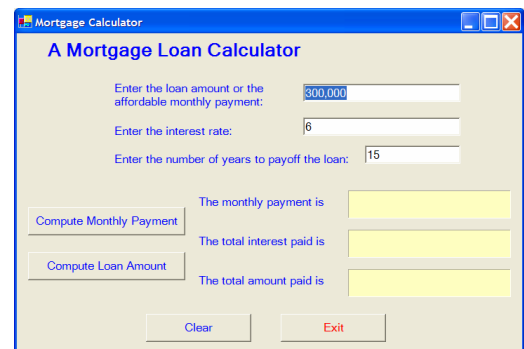 Mortgage Calculator
A Mortgage Loan Calculator
Enter the loan amount or the
affordable monthly payment:
300,000
Enter the interest rate:
6
Enter the number of years to payoff the loan:
15
The monthly payment is
Compute Monthly Payment
The total interest paid is
Compute Loan Amount
The total amount paid is
Clear
Exit